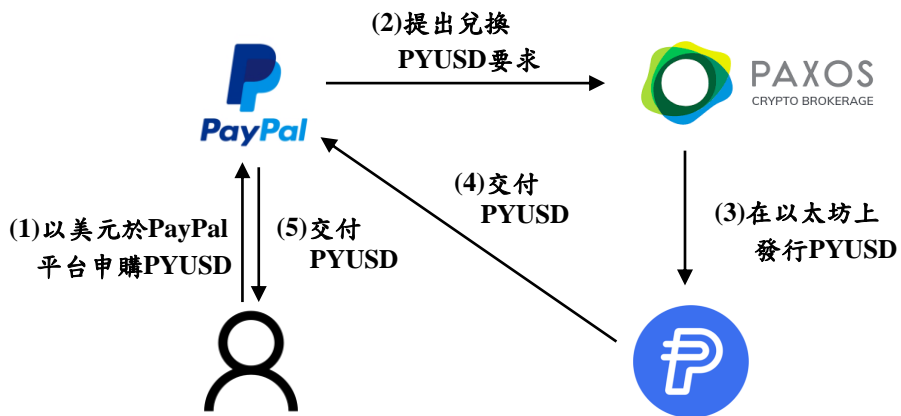 (2)提出兌換
PYUSD要求
PayPal
PAXOS
CRYPTO BROKERAGE
(4)交付
PYUSD
(1)以美元於PayPal
平台申購PYUSD
(5)交付
PYUSD
(3)在以太坊上
發行PYUSD